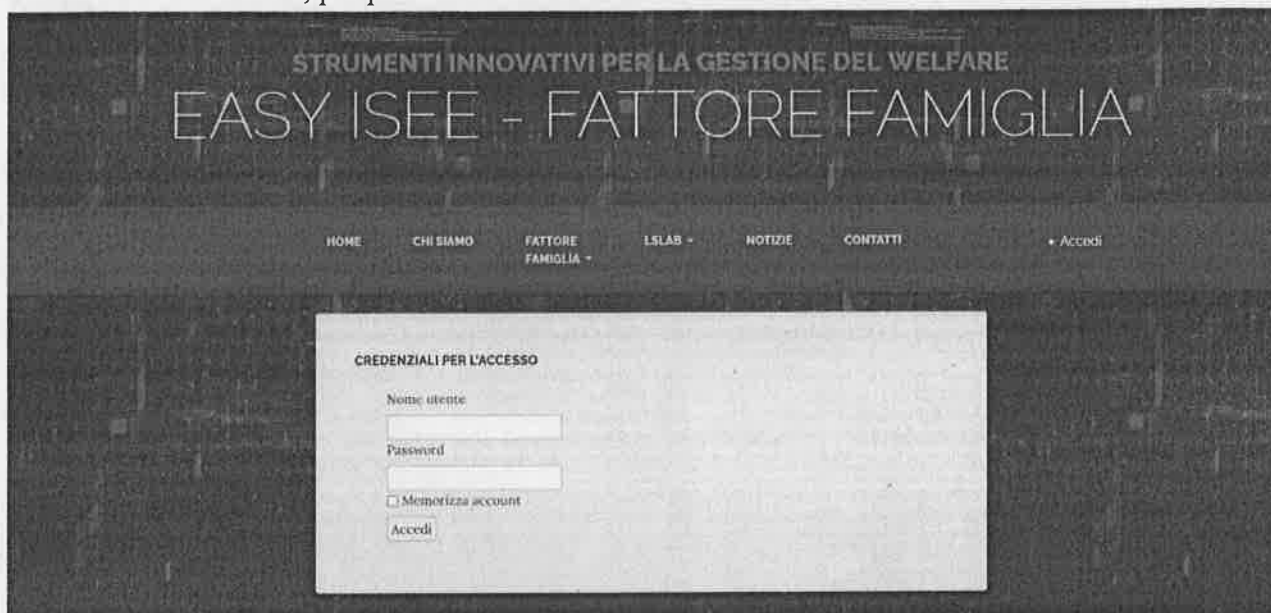 STRUMENTI INNOVATIVI PER LA GESTIONE DEL WELFARE
EASY ISEE - FATTORE FAMIGLIA
HOME CHI SIAMO FATTORE FAMIGLIA LSLAB NOTIZIE CONTATTI • Accedi
CREDENZIALI PER L'ACCESSO
Nome utente
Password
Memorizza account
Accedi